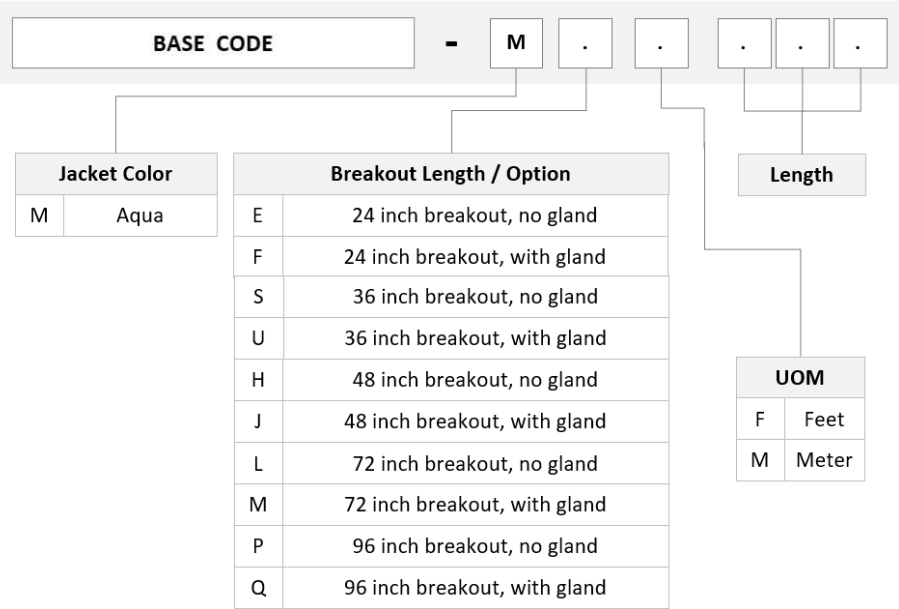 BASE CODE - M . . . . .
Jacket Color
M Aqua
Breakout Length / Option
E 24 inch breakout, no gland
F 24 inch breakout, with gland
S 36 inch breakout, no gland
U 36 inch breakout, with gland
H 48 inch breakout, no gland
J 48 inch breakout, with gland
L 72 inch breakout, no gland
M 72 inch breakout, with gland
P 96 inch breakout, no gland
Q 96 inch breakout, with gland
Length
UOM
F Feet
M Meter